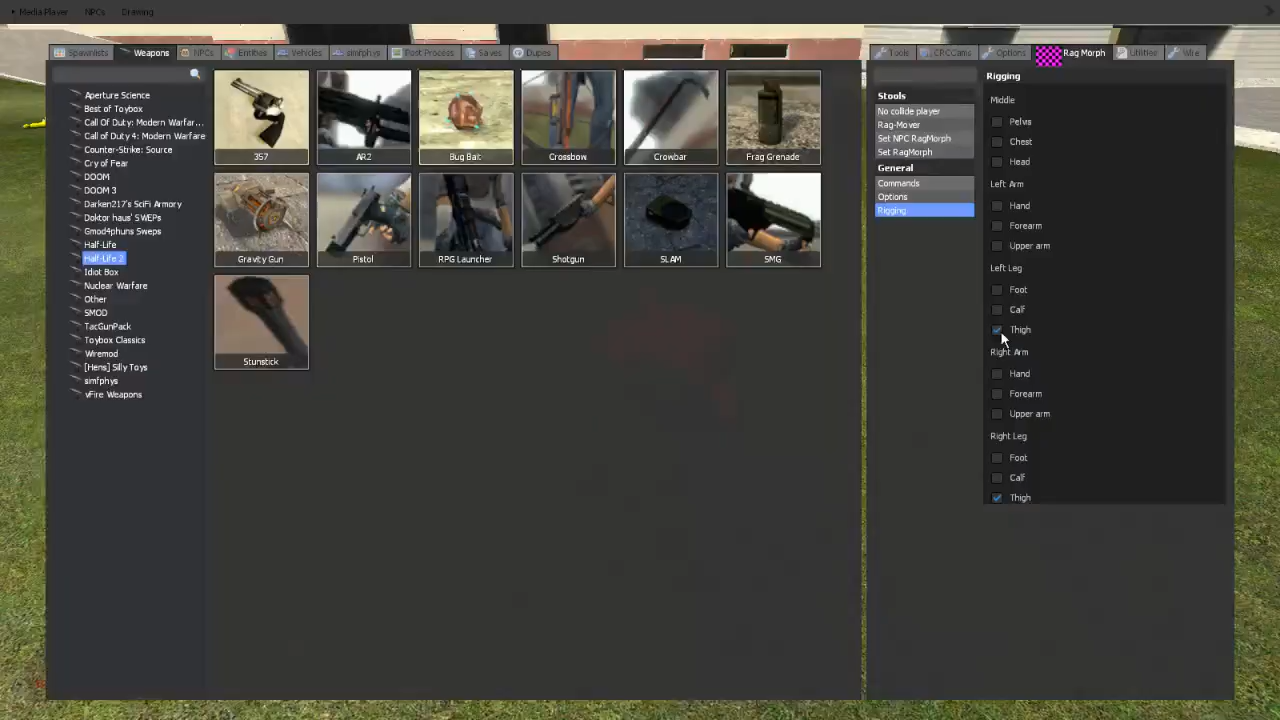 Media Player NPCs Drawing
Spawnlists Weapons NPCs Entities Vehicles simfphys Post Process Saves Dupes
Aperture Science
Best of Toybox
Call Of Duty: Modern Warfar...
Call of Duty 4: Modern Warfare
Counter-Strike: Source
Cry of Fear
DOOM
DOOM 3
Darken217's SciFi Armory
Doktor haus' SWEPs
Gmod4phuns Sweps
Half-Life
Half-Life 2
Idiot Box
Nuclear Warfare
Other
SMOD
TacGunPack
Toybox Classics
Wiremod
[Hens] Silly Toys
simfphys
vFire Weapons
357 AR2 Bug Bait Crossbow Crowbar Frag Grenade
Gravity Gun Pistol RPG Launcher Shotgun SLAM SMG
Stunstick
Tools CRCCams Options Rag Morph Utilities Wire
Stools
No collide player
Rag-Mover
Set NPC RagMorph
Set RagMorph
General
Commands
Options
Rigging
Rigging
Middle
Pelvis
Chest
Head
Left Arm
Hand
Forearm
Upper arm
Left Leg
Foot
Calf
Thigh
Right Arm
Hand
Forearm
Upper arm
Right Leg
Foot
Calf
Thigh